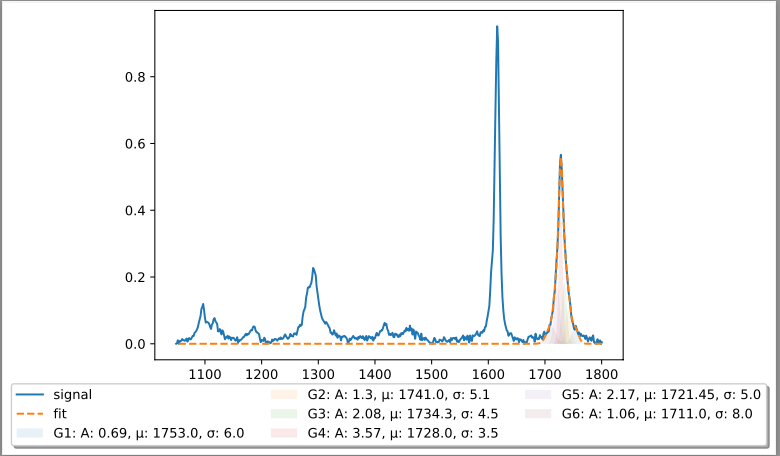 0.8
0.6
0.4
0.2
0.0
1100 1200 1300 1400 1500 1600 1700 1800
signal
fit
G1: A: 0.69, μ: 1753.0, σ: 6.0
G2: A: 1.3, μ: 1741.0, σ: 5.1
G3: A: 2.08, μ: 1734.3, σ: 4.5
G4: A: 3.57, μ: 1728.0, σ: 3.5
G5: A: 2.17, μ: 1721.45, σ: 5.0
G6: A: 1.06, μ: 1711.0, σ: 8.0